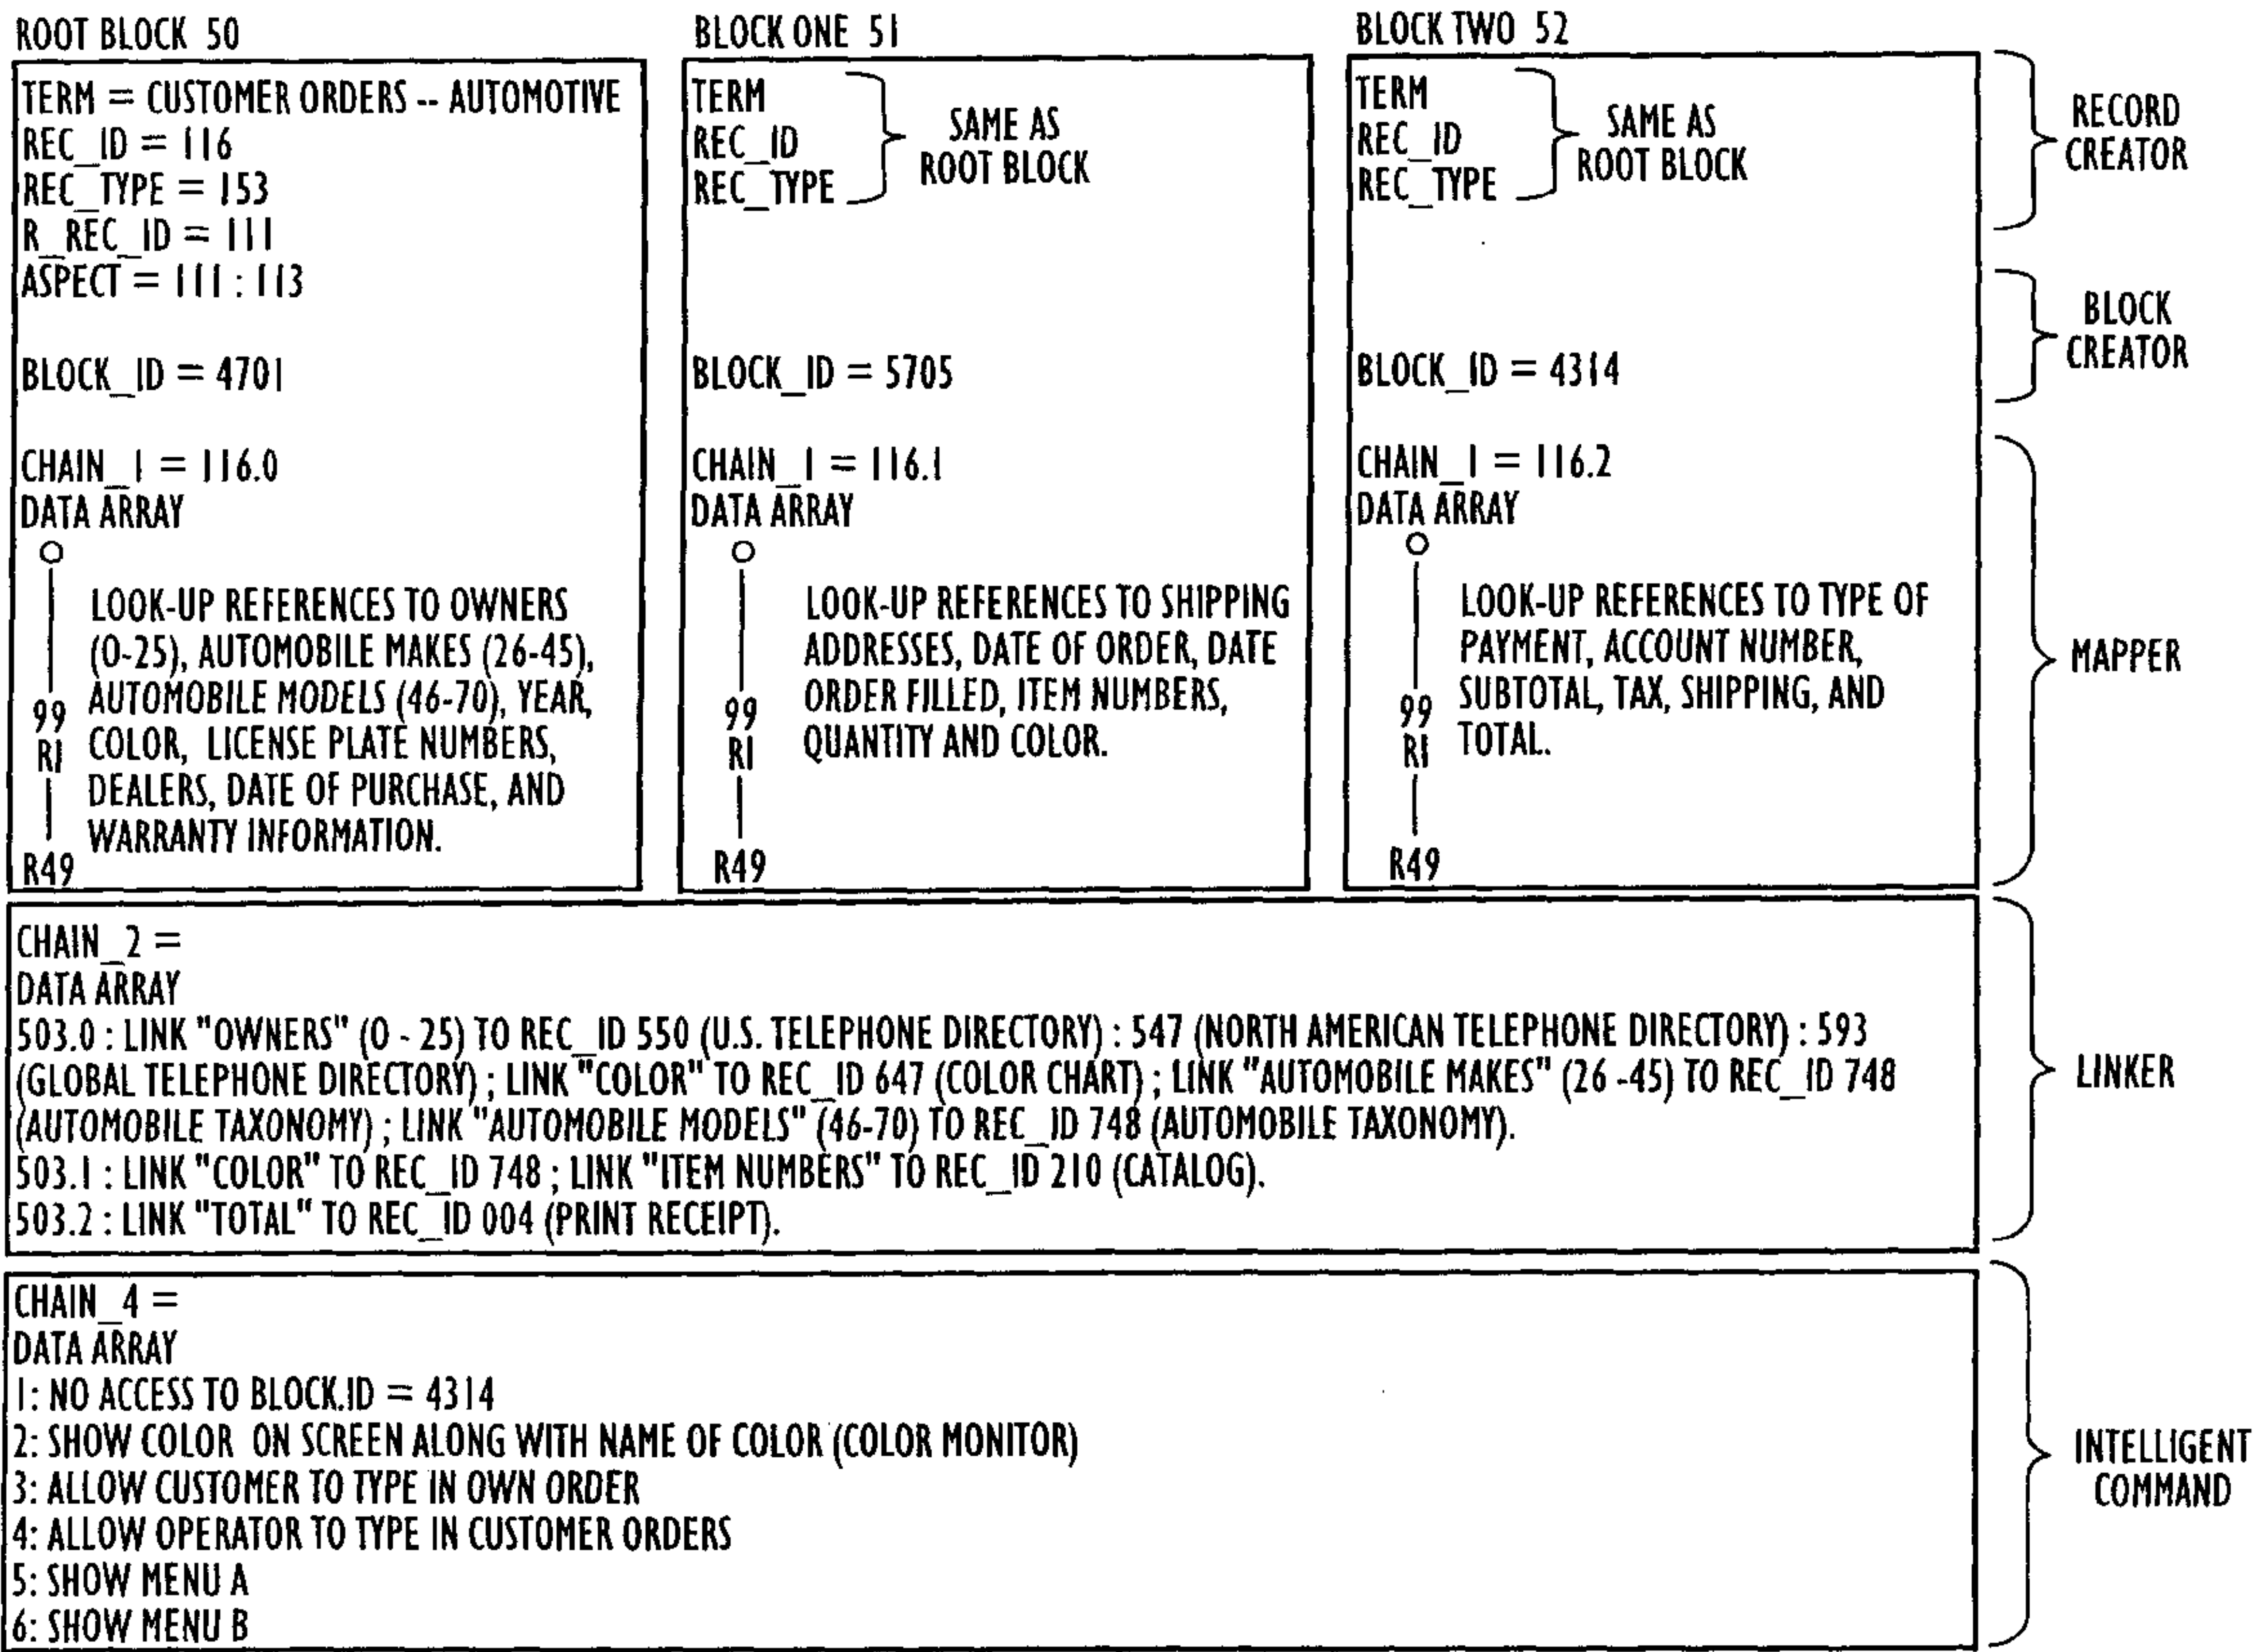 ROOT BLOCK 50
TERM = CUSTOMER ORDERS -- AUTOMOTIVE
REC_ID = 116
REC_TYPE = 153
R_REC_ID = 111
ASPECT = 111 : 113
BLOCK_ID = 4701
CHAIN_1 = 116.0
DATA ARRAY
0
99
R1
R49
LOOK-UP REFERENCES TO OWNERS
(0-25), AUTOMOBILE MAKES (26-45),
AUTOMOBILE MODELS (46-70), YEAR,
COLOR, LICENSE PLATE NUMBERS,
DEALERS, DATE OF PURCHASE, AND
WARRANTY INFORMATION.
BLOCK ONE 51
TERM
REC_ID
REC_TYPE
SAME AS
ROOT BLOCK
BLOCK_ID = 5705
CHAIN_1 = 116.1
DATA ARRAY
0
99
R1
R49
LOOK-UP REFERENCES TO SHIPPING
ADDRESSES, DATE OF ORDER, DATE
ORDER FILLED, ITEM NUMBERS,
QUANTITY AND COLOR.
BLOCK TWO 52
TERM
REC_ID
REC_TYPE
SAME AS
ROOT BLOCK
BLOCK_ID = 4314
CHAIN_1 = 116.2
DATA ARRAY
0
99
R1
R49
LOOK-UP REFERENCES TO TYPE OF
PAYMENT, ACCOUNT NUMBER,
SUBTOTAL, TAX, SHIPPING, AND
TOTAL.
RECORD
CREATOR
BLOCK
CREATOR
MAPPER
CHAIN_2 =
DATA ARRAY
503.0 : LINK "OWNERS" (0 - 25) TO REC_ID 550 (U.S. TELEPHONE DIRECTORY) : 547 (NORTH AMERICAN TELEPHONE DIRECTORY) : 593
(GLOBAL TELEPHONE DIRECTORY) ; LINK "COLOR" TO REC_ID 647 (COLOR CHART) ; LINK "AUTOMOBILE MAKES" (26 -45) TO REC_ID 748
(AUTOMOBILE TAXONOMY) ; LINK "AUTOMOBILE MODELS" (46-70) TO REC_ID 748 (AUTOMOBILE TAXONOMY).
503.1 : LINK "COLOR" TO REC_ID 748 ; LINK "ITEM NUMBERS" TO REC_ID 210 (CATALOG).
503.2 : LINK "TOTAL" TO REC_ID 004 (PRINT RECEIPT).
LINKER
CHAIN_4 =
DATA ARRAY
1: NO ACCESS TO BLOCK.ID = 4314
2: SHOW COLOR ON SCREEN ALONG WITH NAME OF COLOR (COLOR MONITOR)
3: ALLOW CUSTOMER TO TYPE IN OWN ORDER
4: ALLOW OPERATOR TO TYPE IN CUSTOMER ORDERS
5: SHOW MENU A
6: SHOW MENU B
INTELLIGENT
COMMAND